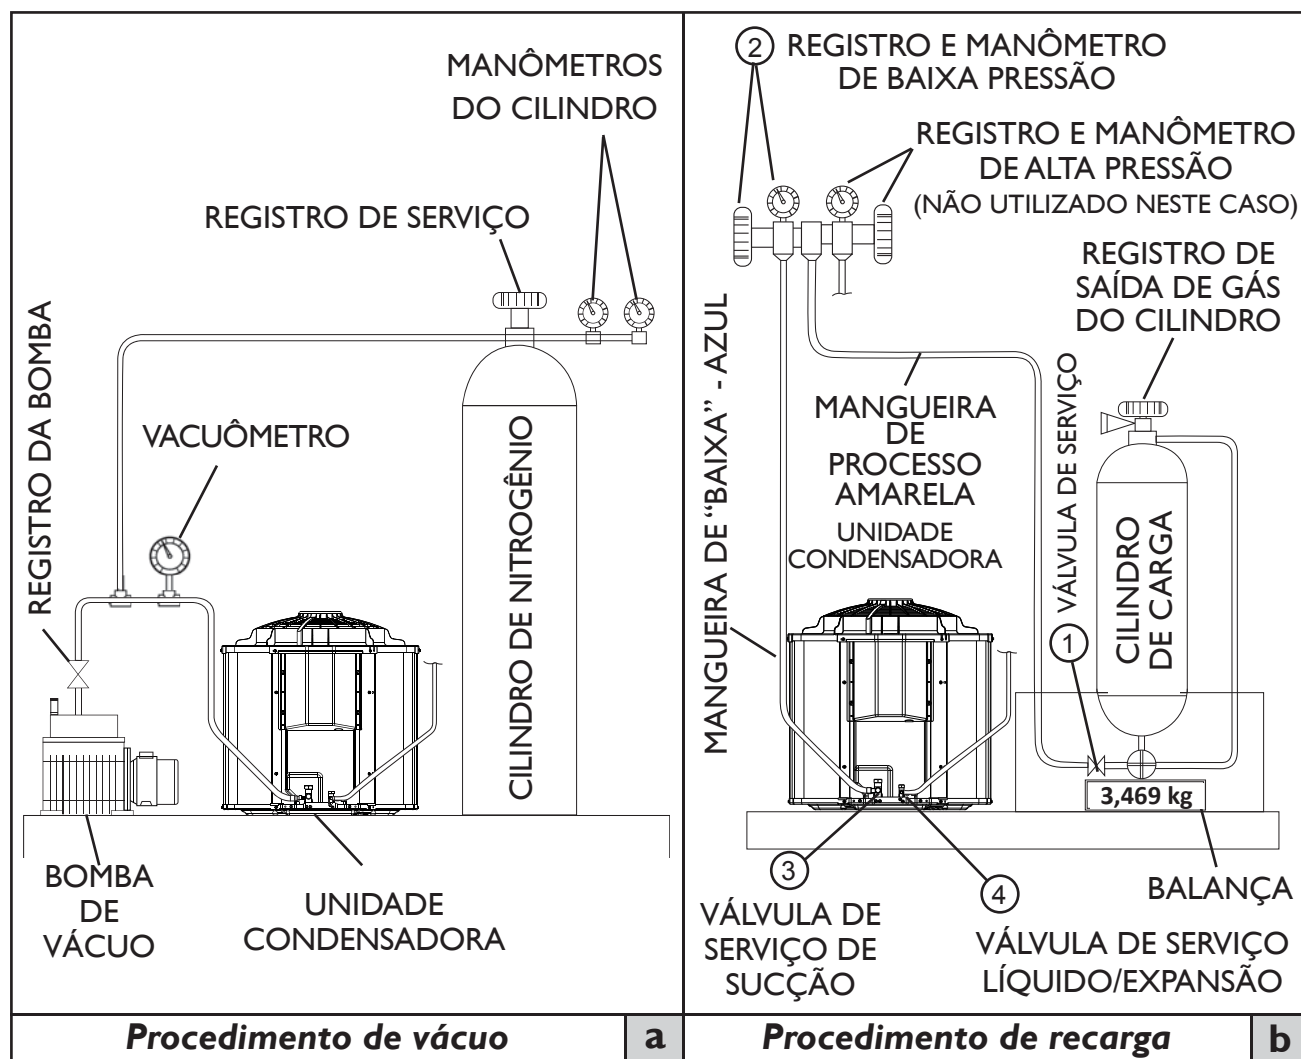 MANÔMETROS
DO CILINDRO
REGISTRO DE SERVIÇO
REGISTRO DA BOMBA
VACUÔMETRO
CILINDRO DE NITROGÊNIO
BOMBA
DE
VÁCUO
UNIDADE
CONDENSADORA
Procedimento de vácuo
a
2 REGISTRO E MANÔMETRO
DE BAIXA PRESSÃO
REGISTRO E MANÔMETRO
DE ALTA PRESSÃO
(NÃO UTILIZADO NESTE CASO)
REGISTRO DE
SAÍDA DE GÁS
DO CILINDRO
MANGUEIRA DE “BAIXA” - AZUL
MANGUEIRA
DE
PROCESSO
AMARELA
UNIDADE
CONDENSADORA
1 VÁLVULA DE SERVIÇO
CILINDRO
DE CARGA
3,469 kg
BALANÇA
3
VÁLVULA DE
SERVIÇO DE
SUCÇÃO
4
VÁLVULA DE SERVIÇO
LÍQUIDO/EXPANSÃO
Procedimento de recarga
b